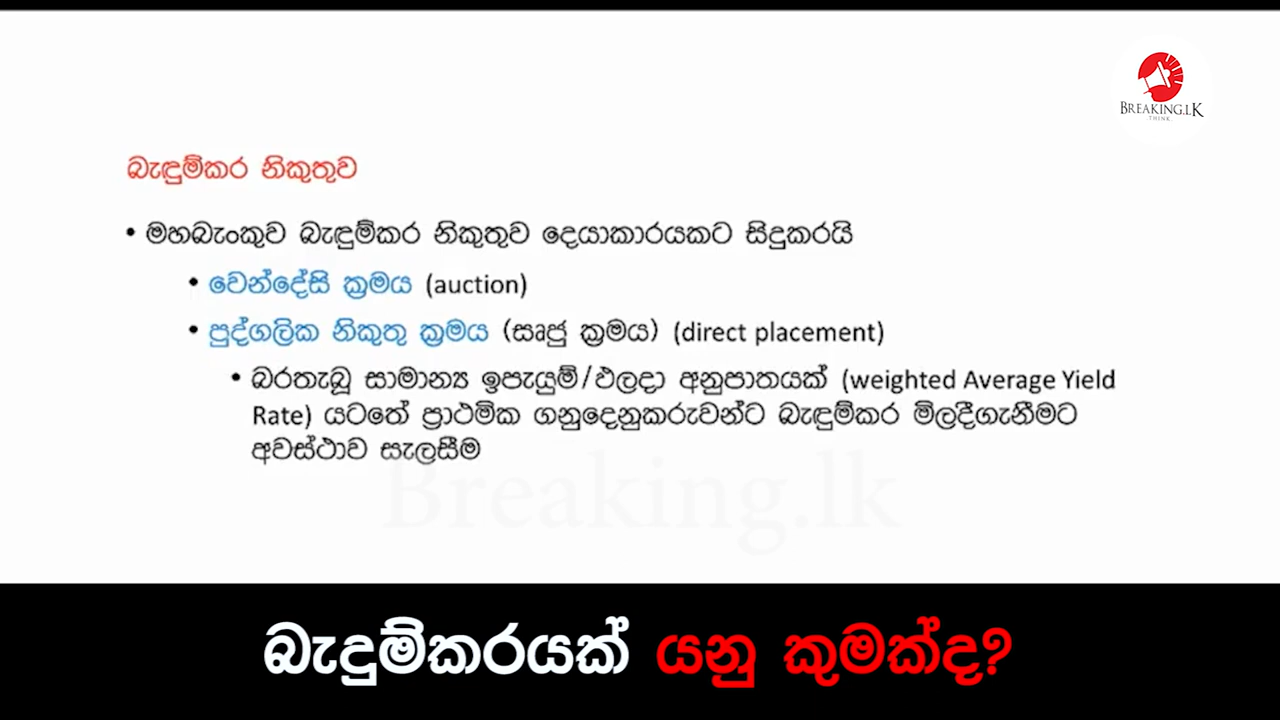 BREAKING.LK
THINK.
බැඳුම්කර නිකුතුව
• මහබැංකුව බැඳුම්කර නිකුතුව දෙයාකාරයකට සිදුකරයි
• වෙන්දේසි ක්‍රමය (auction)
• පුද්ගලික නිකුතු ක්‍රමය (සෘජු ක්‍රමය) (direct placement)
• බරතැබූ සාමාන්‍ය ඉපැයුම්/ඵලදා අනුපාතයක් (weighted Average Yield
Rate) යටතේ ප්‍රාථමික ගනුදෙනුකරුවන්ට බැඳුම්කර මිලදීගැනීමට
අවස්ථාව සැලසීම
Breaking.lk
බැඳුම්කරයක් යනු කුමක්ද?